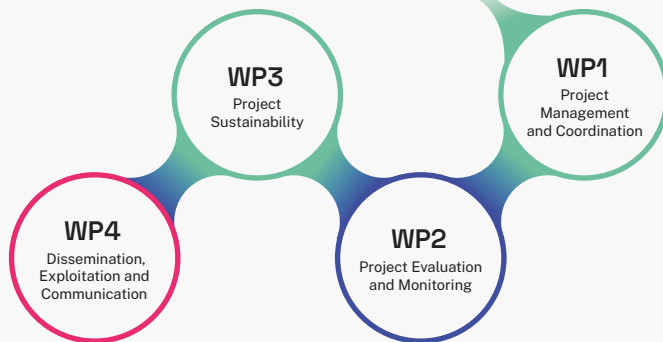 WP3
Project
Sustainability
WP1
Project
Management
and Coordination
WP4
Dissemination,
Exploitation and
Communication
WP2
Project Evaluation
and Monitoring